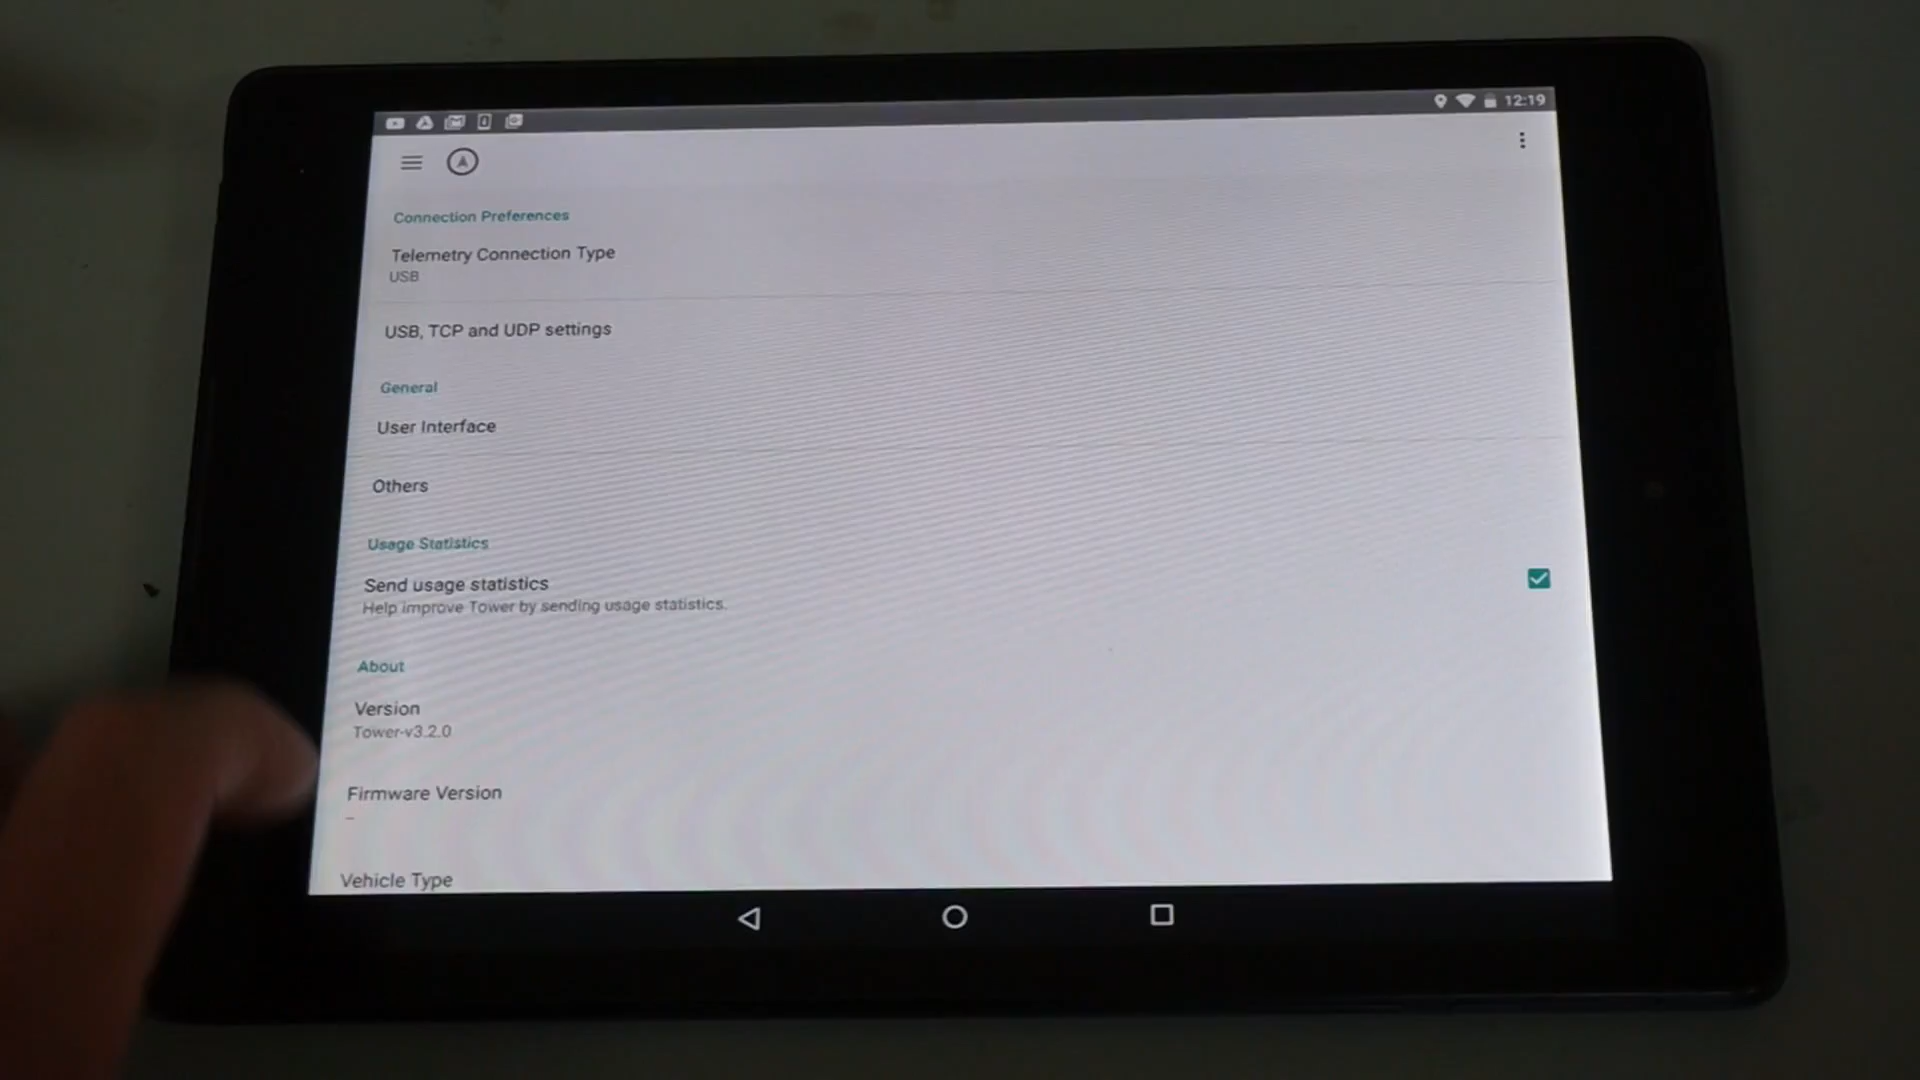 12:19
Connection Preferences
Telemetry Connection Type
USB
USB, TCP and UDP settings
General
User Interface
Others
Usage Statistics
Send usage statistics
Help improve Tower by sending usage statistics.
About
Version
Tower-v3.2.0
Firmware Version
–
Vehicle Type